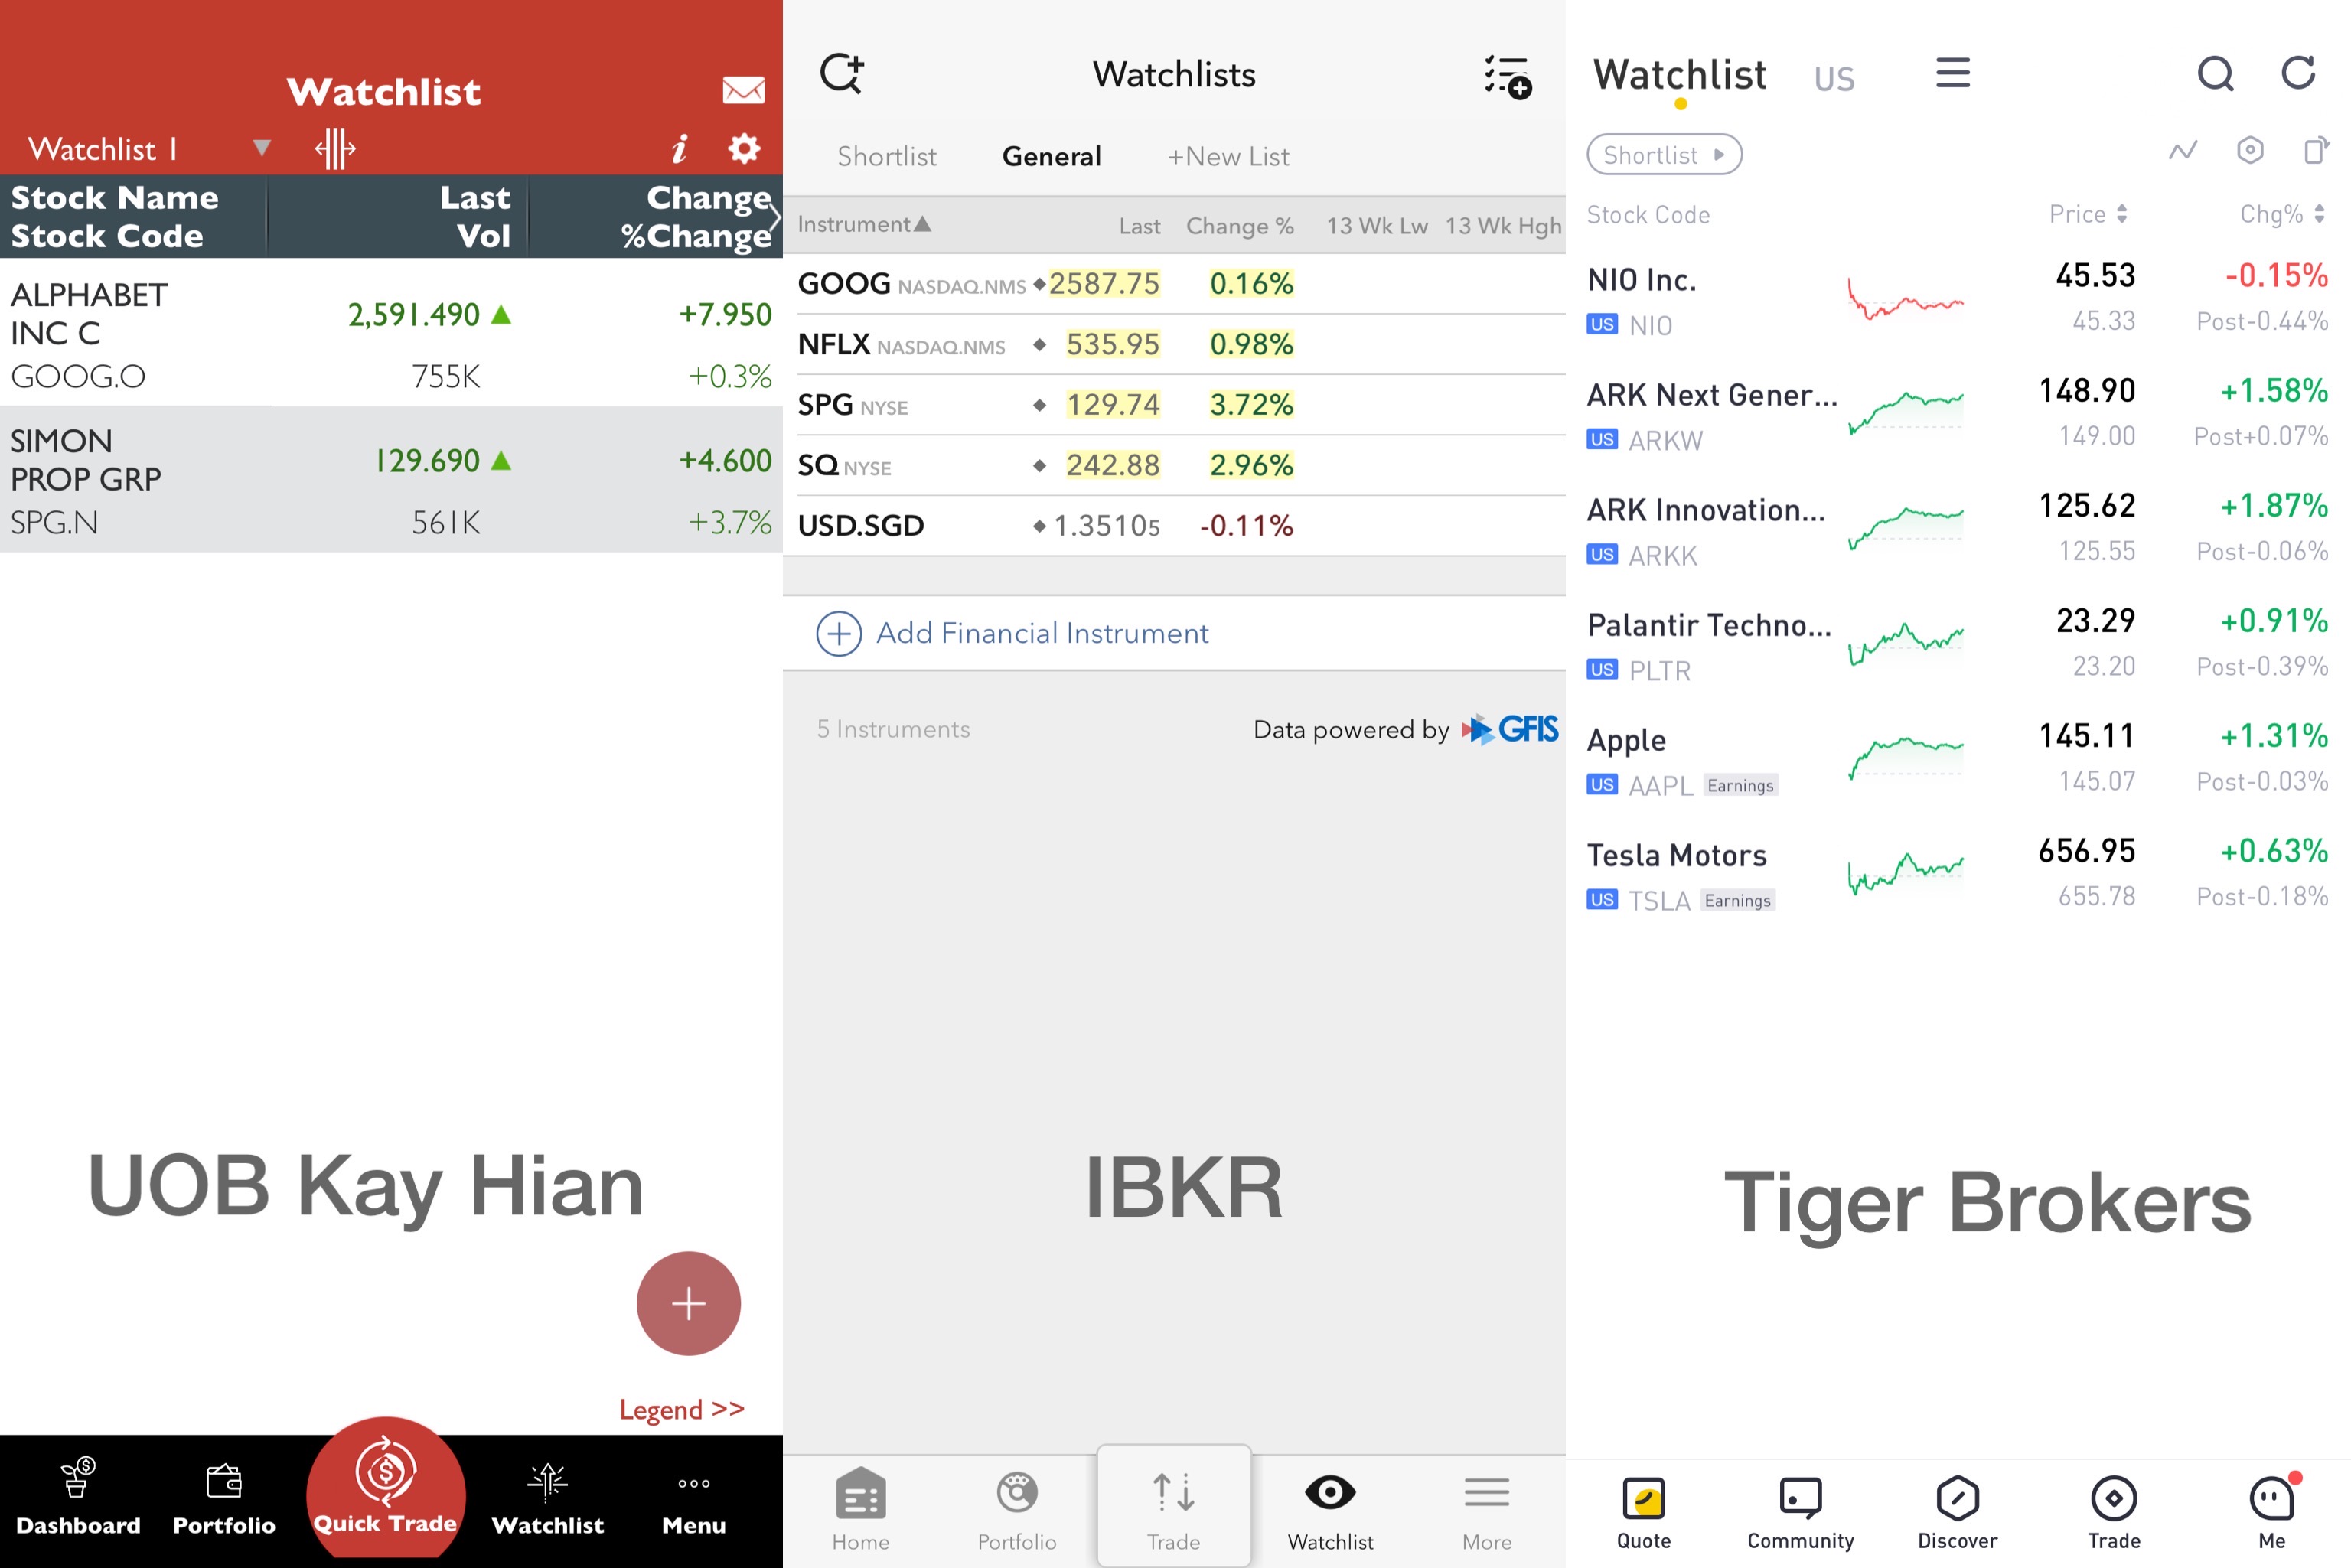 Watchlist
Watchlist 1
Stock Name Last Change
Stock Code Vol %Change
ALPHABET
INC C
2,591.490 +7.950
GOOG.O 755K +0.3%
SIMON
PROP GRP
129.690 +4.600
SPG.N 561K +3.7%
UOB Kay Hian
Legend >>
Dashboard Portfolio Quick Trade Watchlist Menu
Watchlists
Shortlist General +New List
Instrument▲ Last Change % 13 Wk Lw 13 Wk Hgh
GOOG NASDAQ.NMS 2587.75 0.16%
NFLX NASDAQ.NMS 535.95 0.98%
SPG NYSE 129.74 3.72%
SQ NYSE 242.88 2.96%
USD.SGD 1.35105 -0.11%
Add Financial Instrument
5 Instruments Data powered by GFIS
IBKR
Home Portfolio Trade Watchlist More
Watchlist US
Shortlist
Stock Code Price Chg%
NIO Inc. 45.53 -0.15%
US NIO 45.33 Post-0.44%
ARK Next Gener... 148.90 +1.58%
US ARKW 149.00 Post+0.07%
ARK Innovation... 125.62 +1.87%
US ARKK 125.55 Post-0.06%
Palantir Techno... 23.29 +0.91%
US PLTR 23.20 Post-0.39%
Apple 145.11 +1.31%
US AAPL Earnings 145.07 Post-0.03%
Tesla Motors 656.95 +0.63%
US TSLA Earnings 655.78 Post-0.18%
Tiger Brokers
Quote Community Discover Trade Me